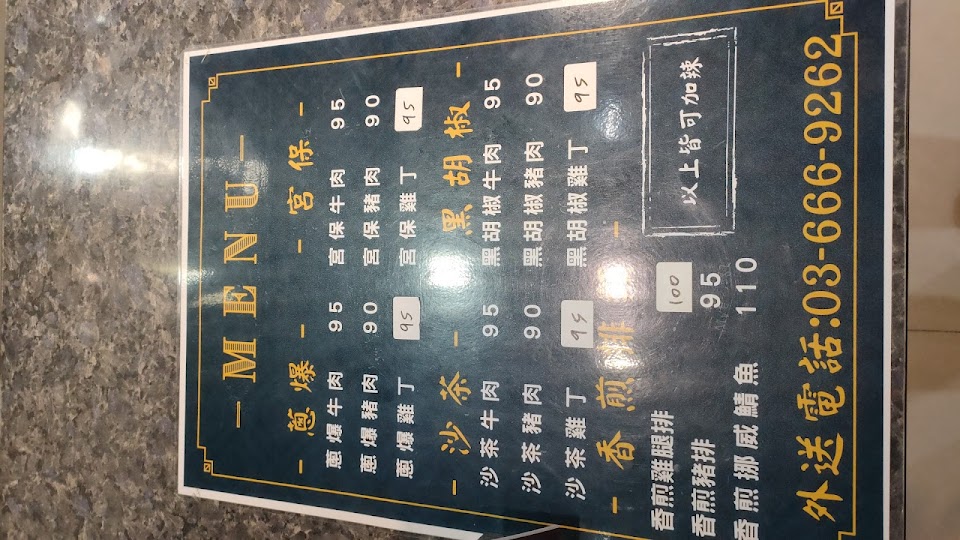 MENU
蔥爆
蔥爆牛肉 95
蔥爆豬肉 90
蔥爆雞丁 95
宮保
宮保牛肉 95
宮保豬肉 90
宮保雞丁 95
沙茶
沙茶牛肉 95
沙茶豬肉 90
沙茶雞丁 95
黑胡椒
黑胡椒牛肉 95
黑胡椒豬肉 90
黑胡椒雞丁 95
香煎排
香煎雞腿排 100
香煎豬排 95
香煎挪威鯖魚 110
以上皆可加辣
外送電話:03-666-9262